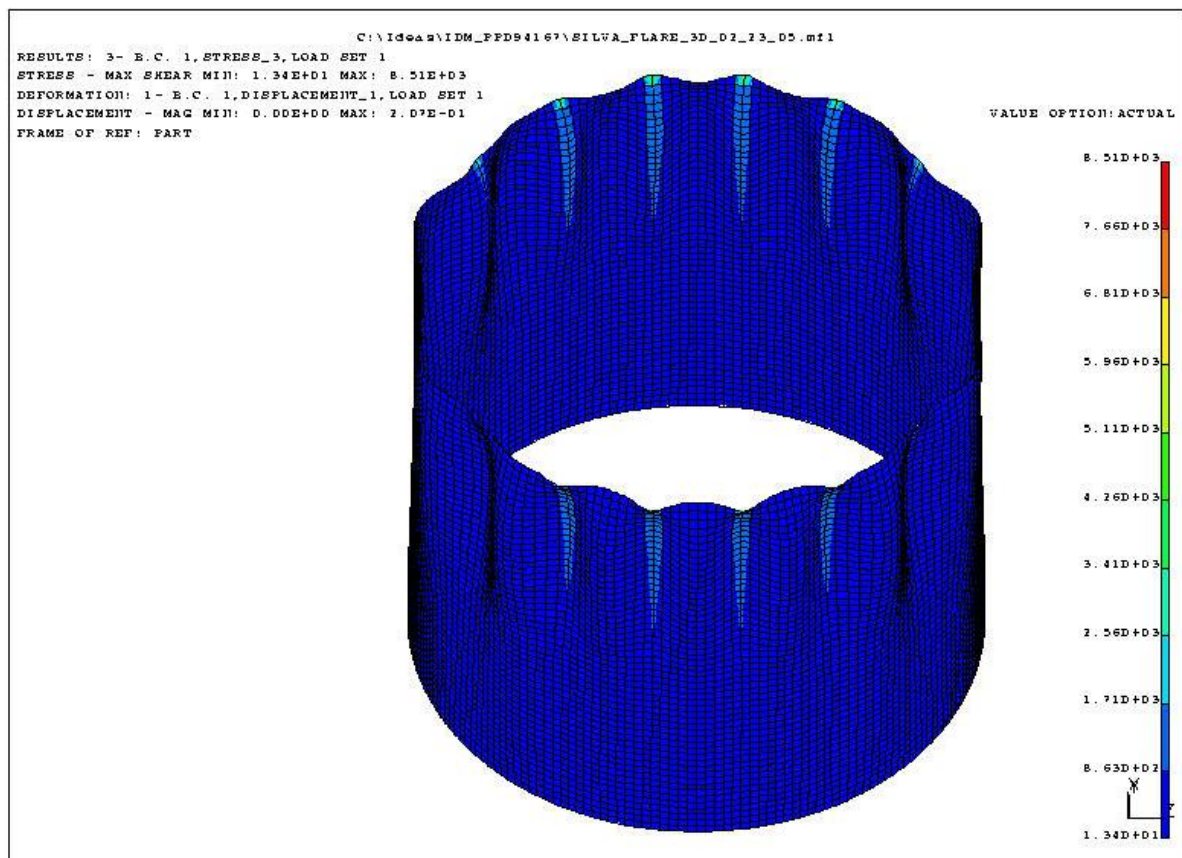 C:\Ideas\IDM_PPD94167\SILVA_FLARE_3D_02_23_05.mf1
RESULTS: 3- B.C. 1,STRESS_3,LOAD SET 1
STRESS - MAX SHEAR MIN: 1.34E+01 MAX: 8.51E+03
DEFORMATION: 1- B.C. 1,DISPLACEMENT_1,LOAD SET 1
DISPLACEMENT - MAG MIN: 0.00E+00 MAX: 2.07E-01
FRAME OF REF: PART
VALUE OPTION:ACTUAL
8.51D+03
7.66D+03
6.81D+03
5.96D+03
5.11D+03
4.26D+03
3.41D+03
2.56D+03
1.71D+03
8.63D+02
1.34D+01